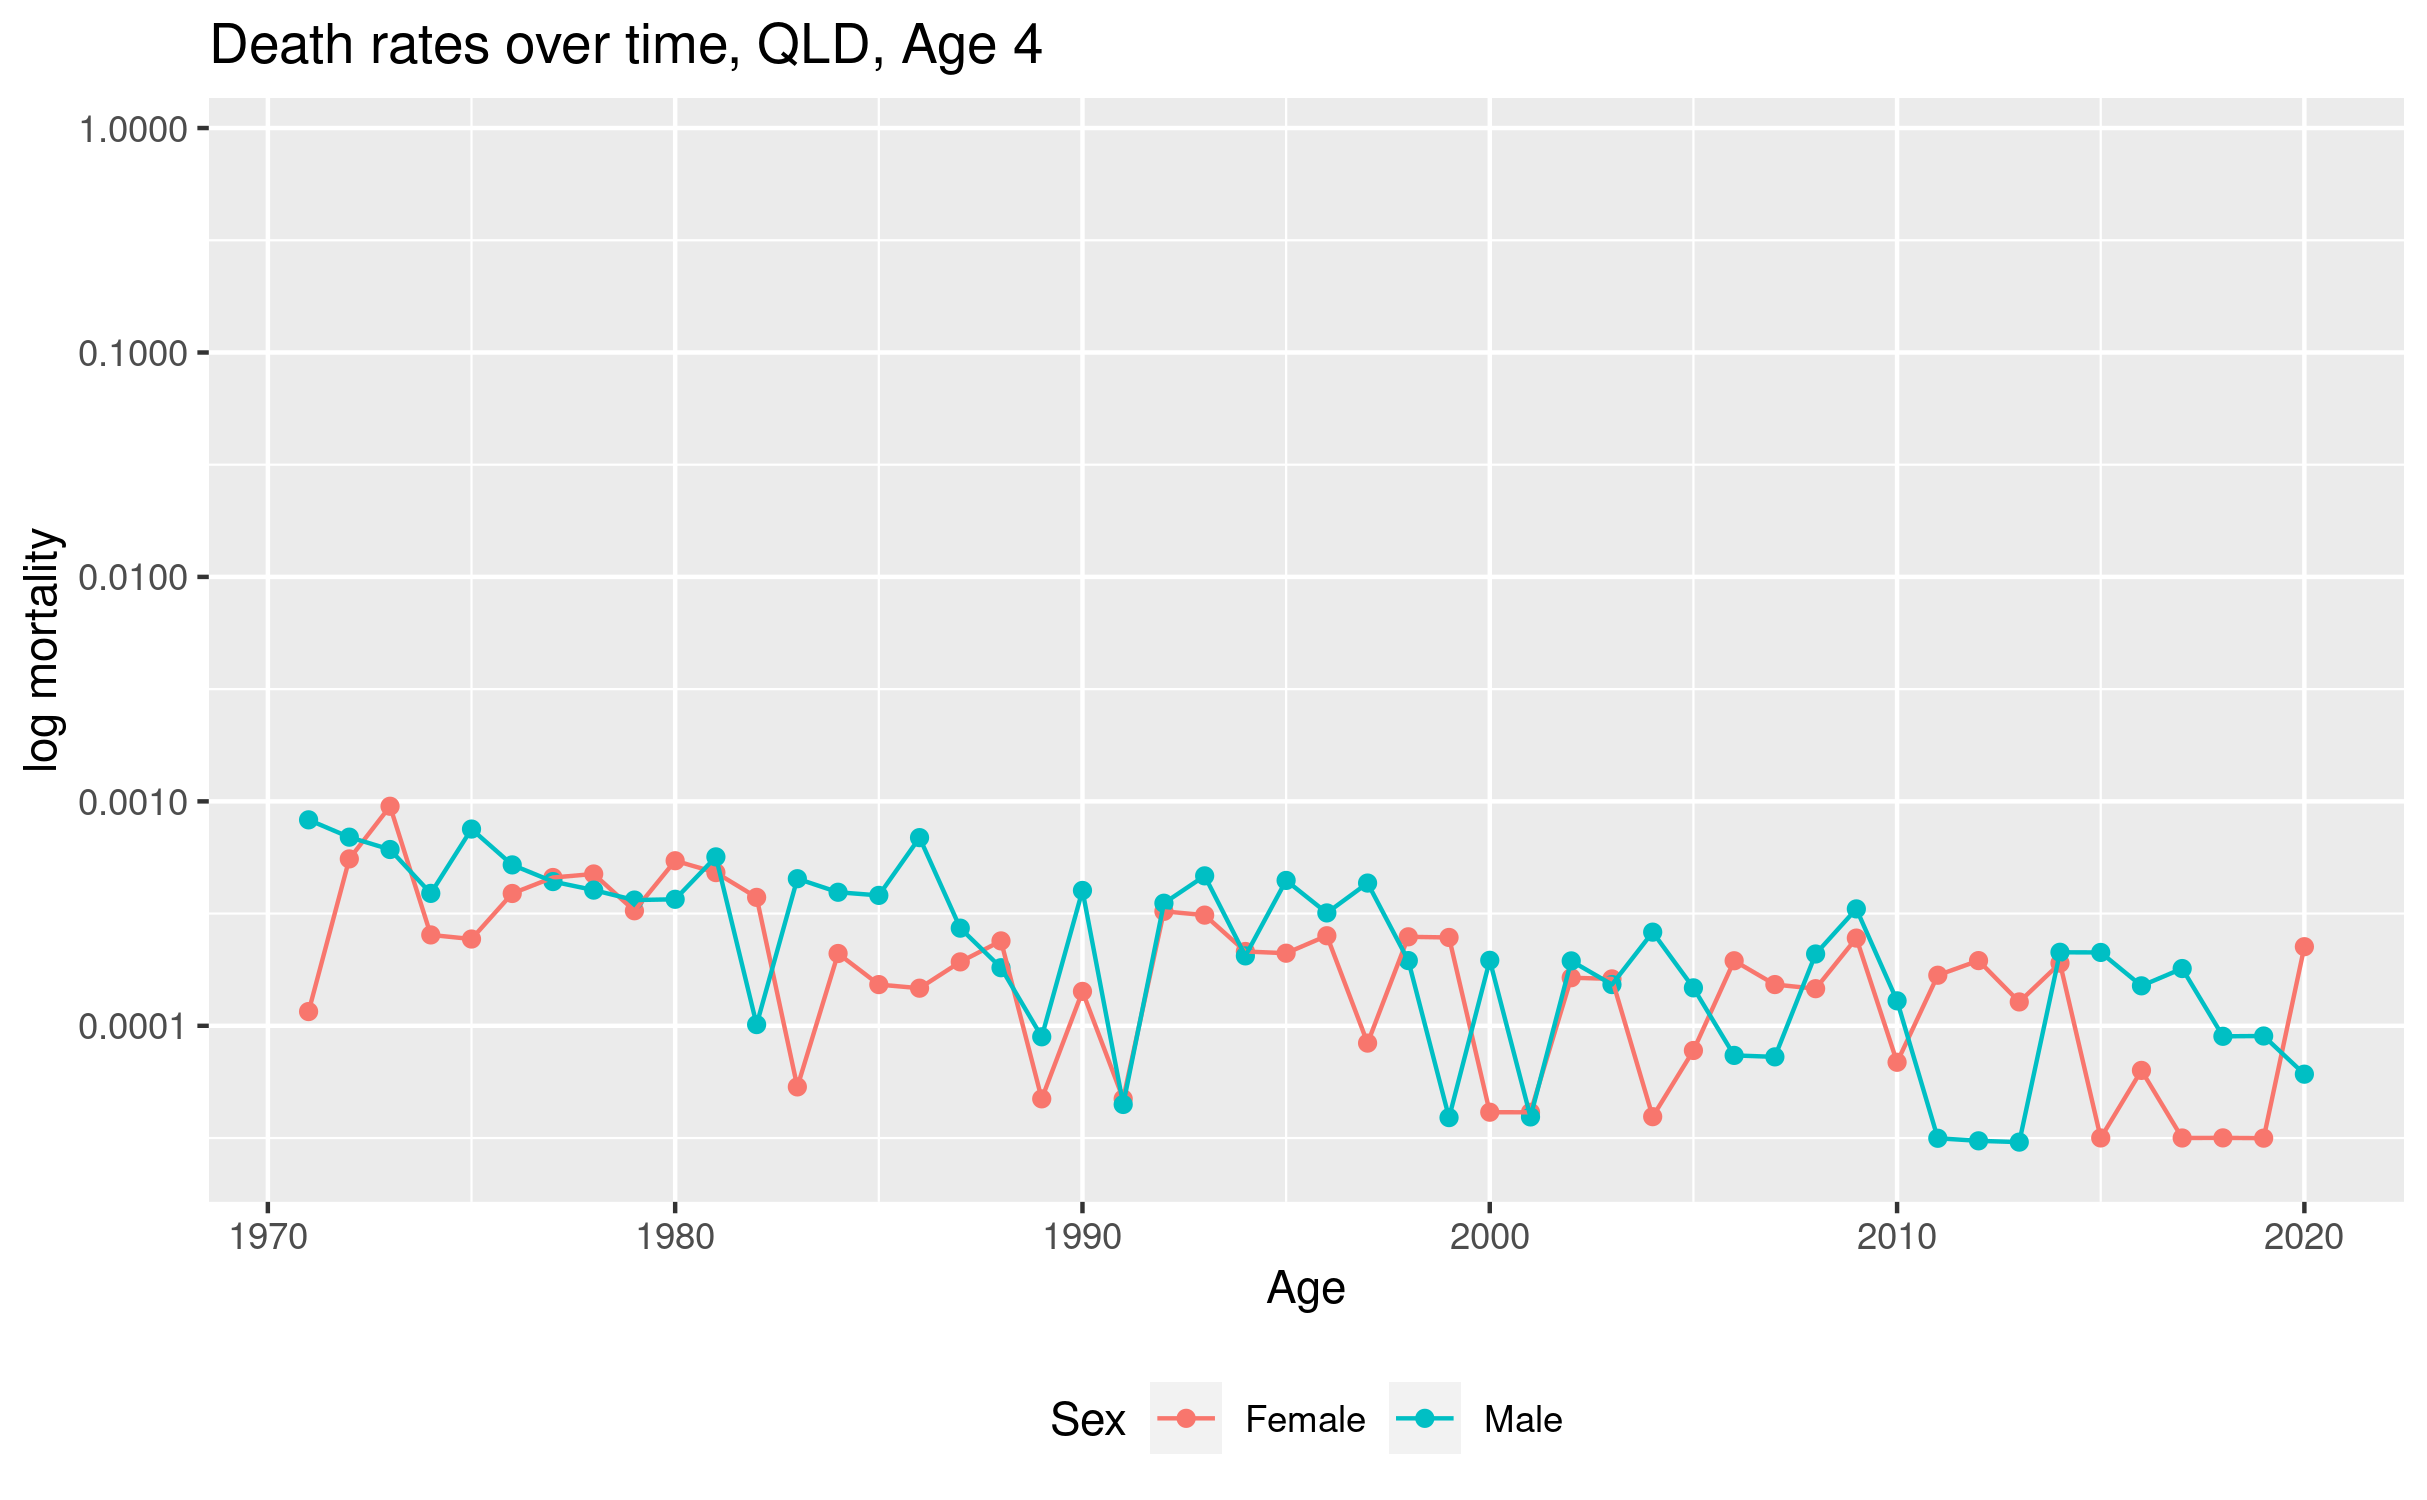 Death rates over time, QLD, Age 4
1.0000
0.1000
0.0100
0.0010
0.0001
log mortality
1970 1980 1990 2000 2010 2020
Age
Sex Female Male